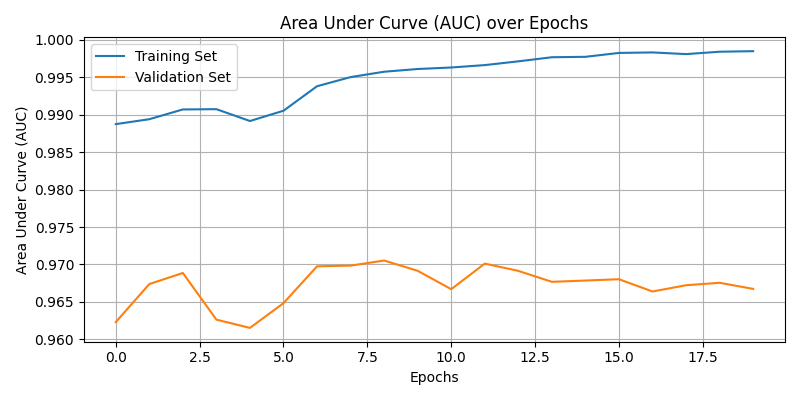 Area Under Curve (AUC) over Epochs
Training Set
Validation Set
Area Under Curve (AUC)
1.000
0.995
0.990
0.985
0.980
0.975
0.970
0.965
0.960
0.0 2.5 5.0 7.5 10.0 12.5 15.0 17.5
Epochs